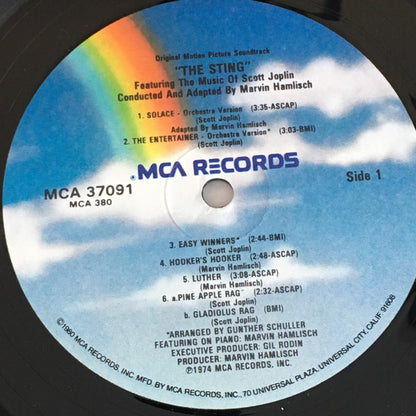 Original Motion Picture Soundtrack
"THE STING"
Featuring The Music Of Scott Joplin
Conducted And Adapted By Marvin Hamlisch
1. SOLACE - Orchestra Version (3:35-ASCAP)
(Scott Joplin)
Adapted By Marvin Hamlisch
2. THE ENTERTAINER - Orchestra Version* (3:03-BMI)
(Scott Joplin)
MCA RECORDS
MCA 37091
MCA 380
Side 1
3. EASY WINNERS* (2:44-BMI)
(Scott Joplin)
4. HOOKER'S HOOKER (2:48-ASCAP)
(Marvin Hamlisch)
5. LUTHER (3:08-ASCAP)
(Scott Joplin)
6. a. PINE APPLE RAG* (2:32-ASCAP)
(Scott Joplin)
b. GLADIOLUS RAG (BMI)
(Scott Joplin)
*ARRANGED BY GUNTHER SCHULLER
FEATURING ON PIANO: MARVIN HAMLISCH
EXECUTIVE PRODUCER: GIL RODIN
PRODUCER: MARVIN HAMLISCH
℗1974 MCA RECORDS, INC.
©1980 MCA RECORDS, INC. MFD. BY MCA RECORDS, INC., 70 UNIVERSAL PLAZA, UNIVERSAL CITY, CALIF. 91608